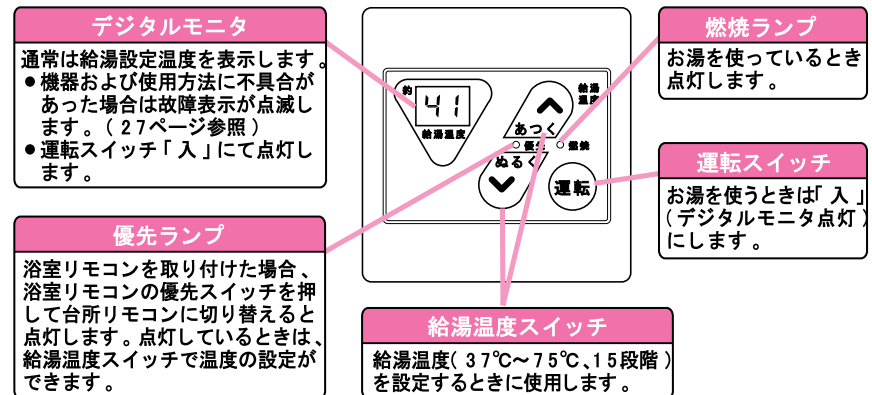 デジタルモニタ
通常は給湯設定温度を表示します。
●機器および使用方法に不具合が
あった場合は故障表示が点滅し
ます。(27ページ参照)
●運転スイッチ「入」にて点灯し
ます。
優先ランプ
浴室リモコンを取り付けた場合、
浴室リモコンの優先スイッチを押
して台所リモコンに切り替えると
点灯します。点灯しているときは、
給湯温度スイッチで温度の設定が
できます。
約
41
給湯温度
給湯
温度
あつく
優先 燃焼
ぬるく
運転
燃焼ランプ
お湯を使っているとき
点灯します。
運転スイッチ
お湯を使うときは「入」
(デジタルモニタ点灯)
にします。
給湯温度スイッチ
給湯温度(37℃～75℃、15段階)
を設定するときに使用します。